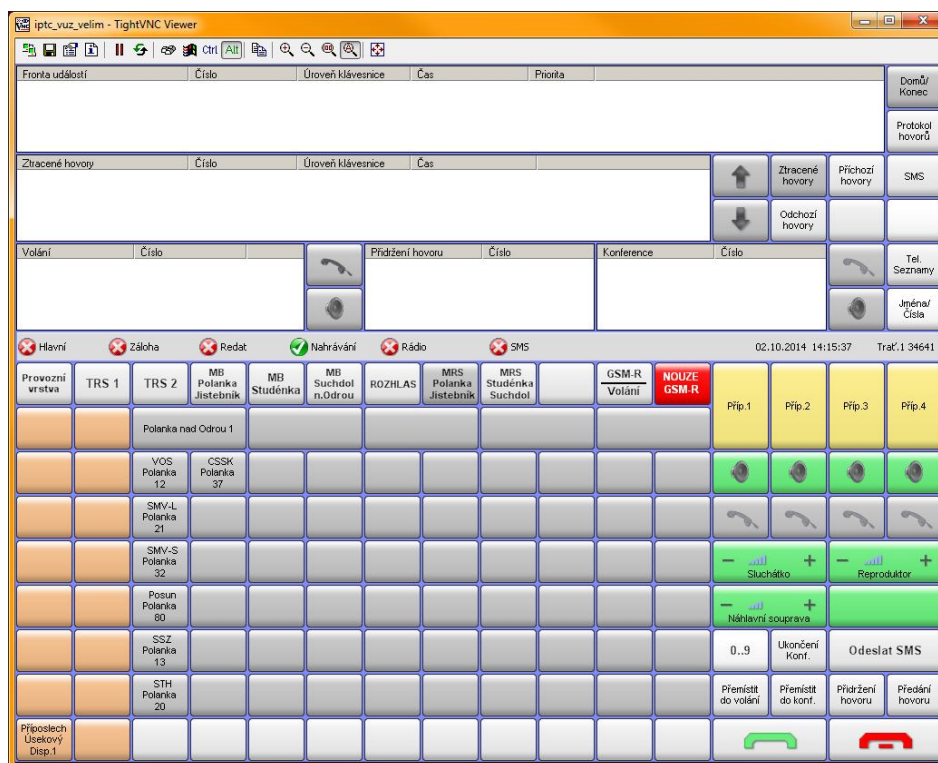 iptc_vuz_velim - TightVNC Viewer
Ctrl Alt
Fronta událostí Číslo Úroveň klávesnice Čas Priorita
Domů/
Konec
Protokol
hovorů
Ztracené hovory Číslo Úroveň klávesnice Čas
Ztracené
hovory
Příchozí
hovory
SMS
Odchozí
hovory
Volání Číslo
Přidržení hovoru Číslo
Konference Číslo
Tel.
Seznamy
Jména/
Čísla
Hlavní Záloha Redat Nahrávání Rádio SMS 02.10.2014 14:15:37 Trať.1 34641
Provozní
vrstva
TRS 1
TRS 2
MB
Polanka
Jistebník
MB
Studénka
MB
Suchdol
n.Odrou
ROZHLAS
MRS
Polanka
Jistebník
MRS
Studénka
Suchdol
GSM-R
Volání
NOUZE
GSM-R
Příp.1
Příp.2
Příp.3
Příp.4
Polanka nad Odrou 1
VOS
Polanka
12
CSSK
Polanka
37
SMV-L
Polanka
21
SMV-S
Polanka
32
Sluchátko
Reproduktor
Posun
Polanka
80
Náhlavní souprava
SSZ
Polanka
13
0..9
Ukončení
Konf.
Odeslat SMS
STH
Polanka
20
Přemístit
do volání
Přemístit
do konf.
Přidržení
hovoru
Předání
hovoru
Příposlech
Úsekový
Disp.1